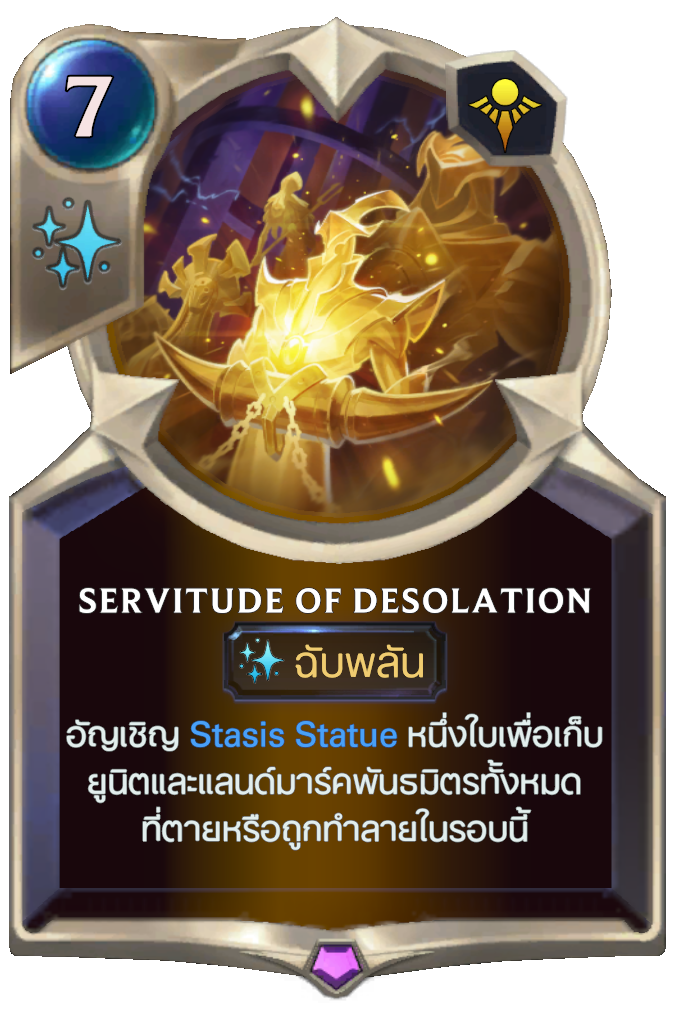 7
SERVITUDE OF DESOLATION
ฉับพลัน
อัญเชิญ Stasis Statue หนึ่งใบเพื่อเก็บ
ยูนิตและแลนด์มาร์คพันธมิตรทั้งหมด
ที่ตายหรือถูกทำลายในรอบนี้